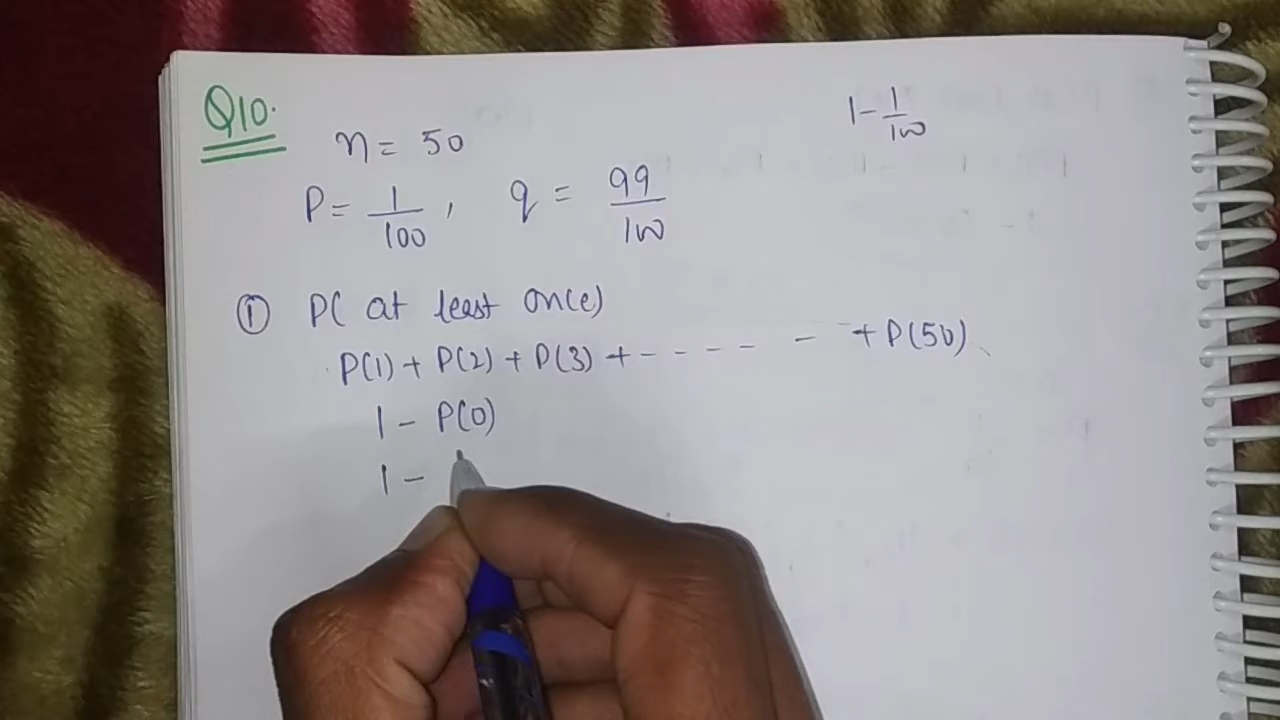 Q10.
1 - 1/100
n = 50
P = 1/100, q = 99/100
① P( at least once)
P(1) + P(2) + P(3) + - - - - - + P(50)
1 - P(0)
1 -